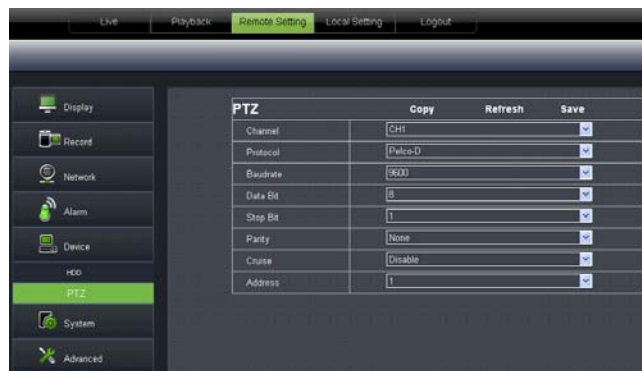 Live Playback Remote Setting Local Setting Logout
Display
Record
Network
Alarm
Device
HDD
PTZ
System
Advanced
PTZ Copy Refresh Save
Channel CH1
Protocol Pelco-D
Baudrate 9600
Data Bit 8
Stop Bit 1
Parity None
Cruise Disable
Address 1